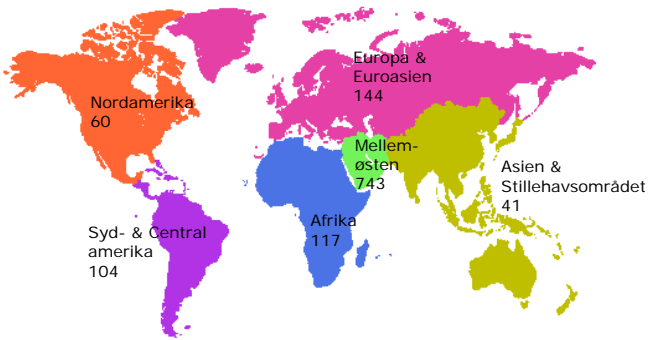 Europa &
Euroasien
144
Nordamerika
60
Mellem-
østen
743
Asien &
Stillehavsområdet
41
Afrika
117
Syd- & Central
amerika
104